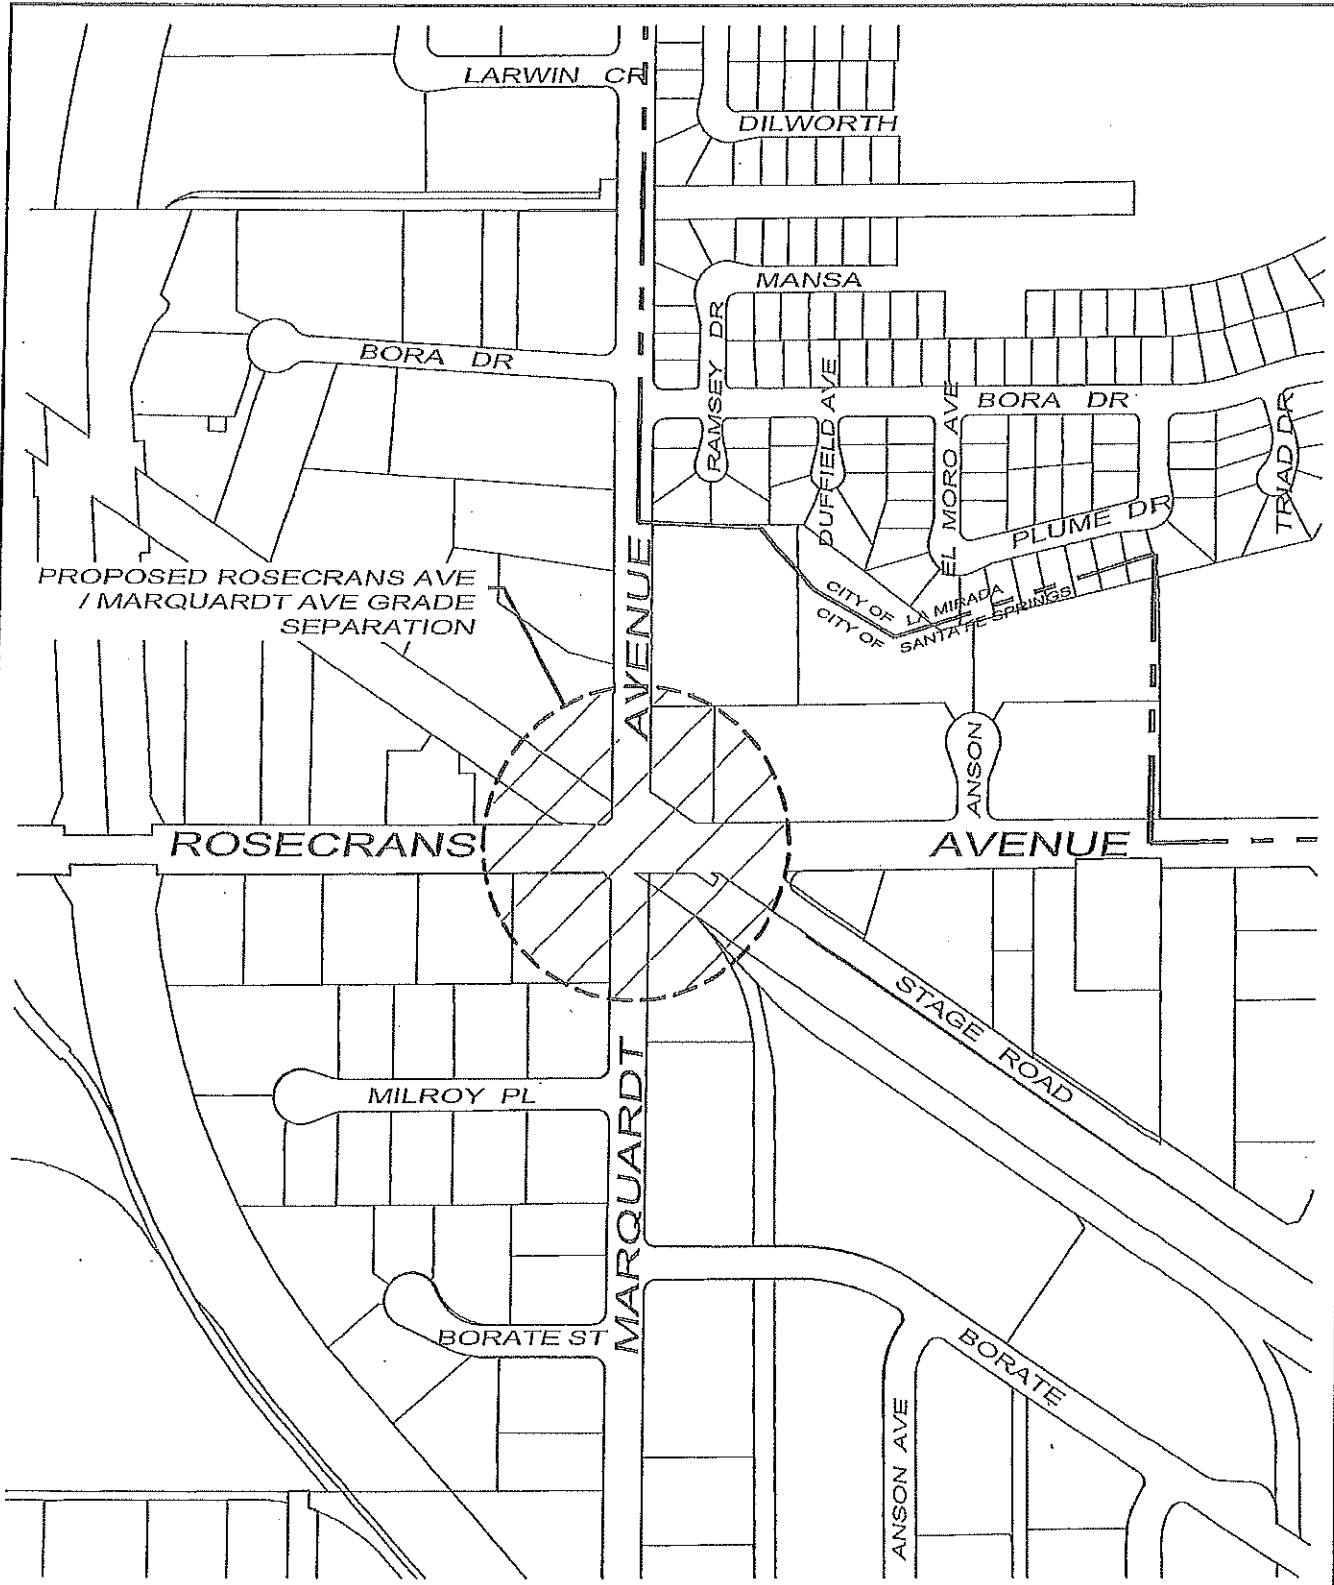 LARWIN CR
DILWORTH
MANSA
BORA DR
RAMSEY DR
DUFFIELD AVE
EL MORO AVE
BORA DR
TRIAD DR
PLUME DR
PROPOSED ROSECRANS AVE
/ MARQUARDT AVE GRADE
SEPARATION
CITY OF LA MIRADA
CITY OF SANTA FE SPRINGS
AVENUE
ANSON
ROSECRANS
AVENUE
STAGE ROAD
MILROY PL
MARQUARDT
BORATE ST
BORATE
ANSON AVE